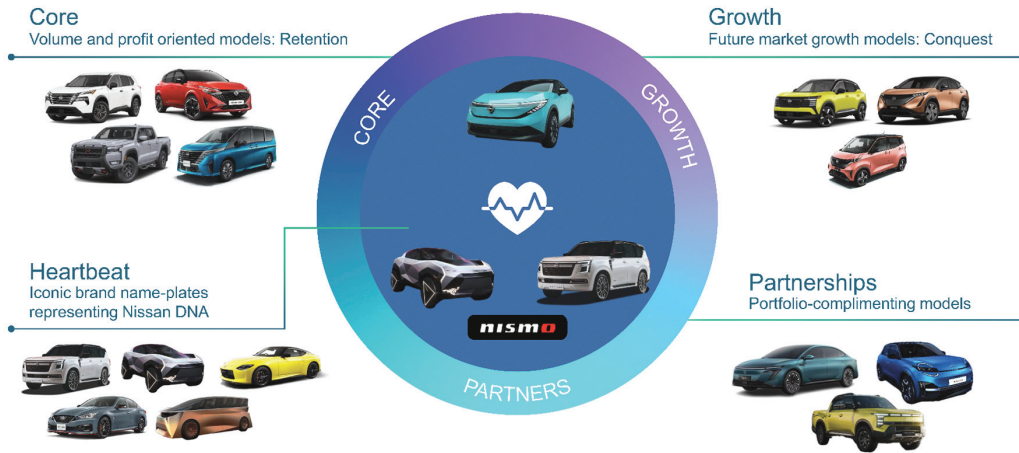 Core
Volume and profit oriented models: Retention
Growth
Future market growth models: Conquest
CORE
GROWTH
Heartbeat
Iconic brand name-plates
representing Nissan DNA
nismo
Partnerships
Portfolio-complimenting models
PARTNERS